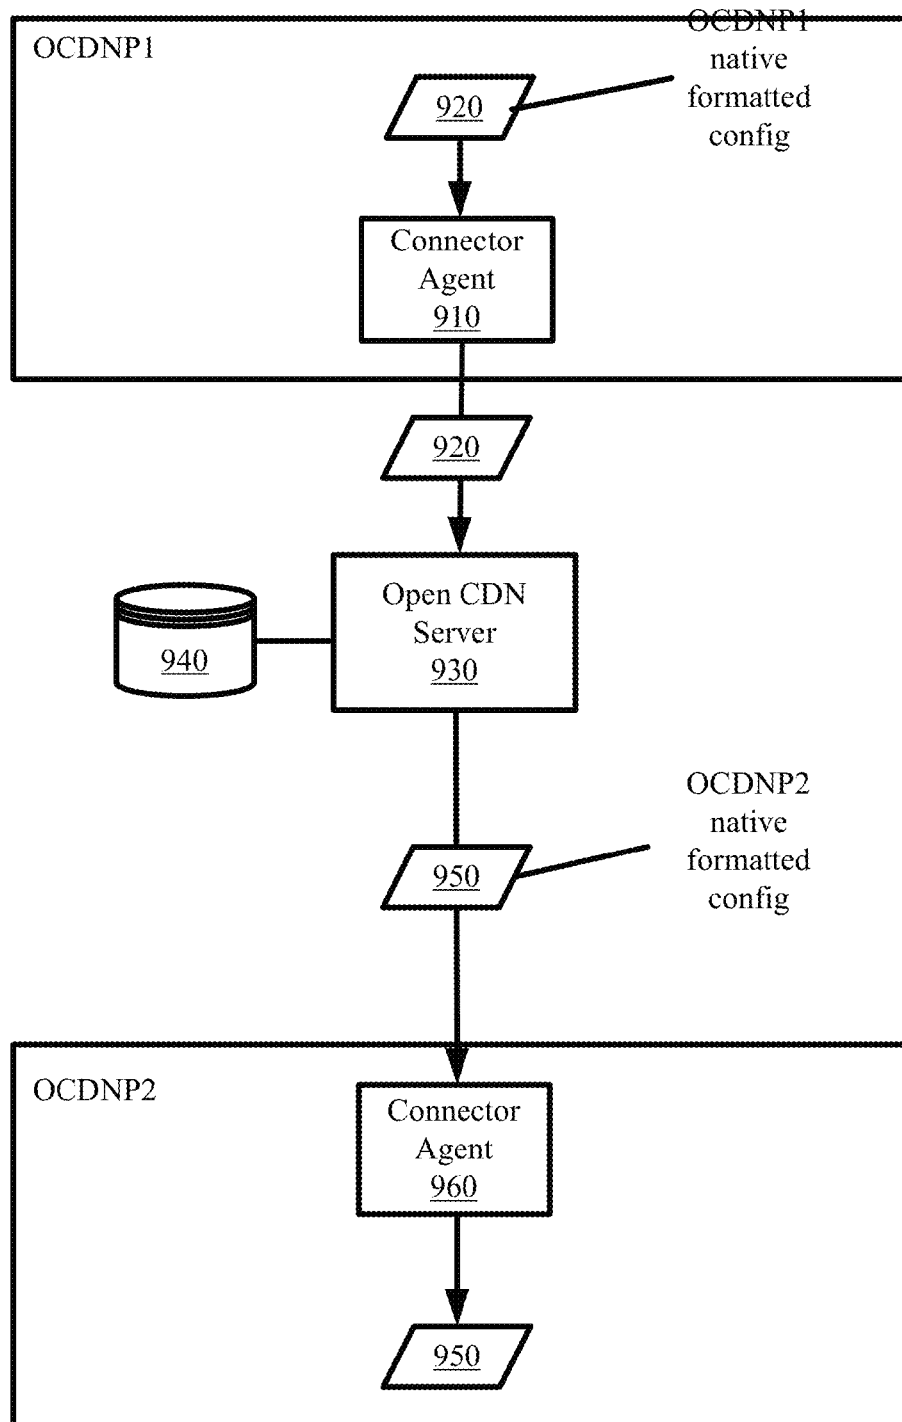 OCDNP1
OCDNP1
native
formatted
config
920
Connector
Agent
910
920
Open CDN
Server
930
940
OCDNP2
native
formatted
config
950
OCDNP2
Connector
Agent
960
950